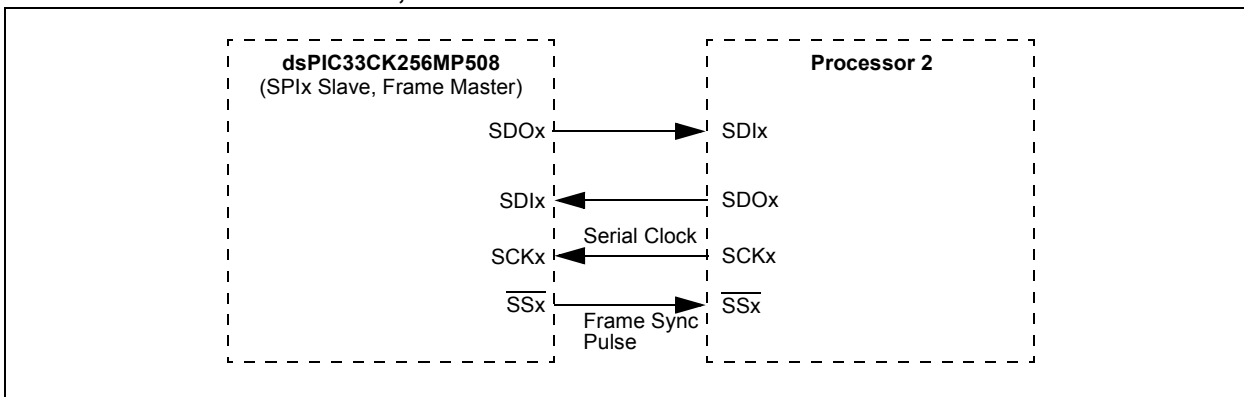 dsPIC33CK256MP508
(SPIx Slave, Frame Master)
Processor 2
SDOx
SDIx
SDIx
SDOx
Serial Clock
SCKx
SCKx
SSx
SSx
Frame Sync
Pulse